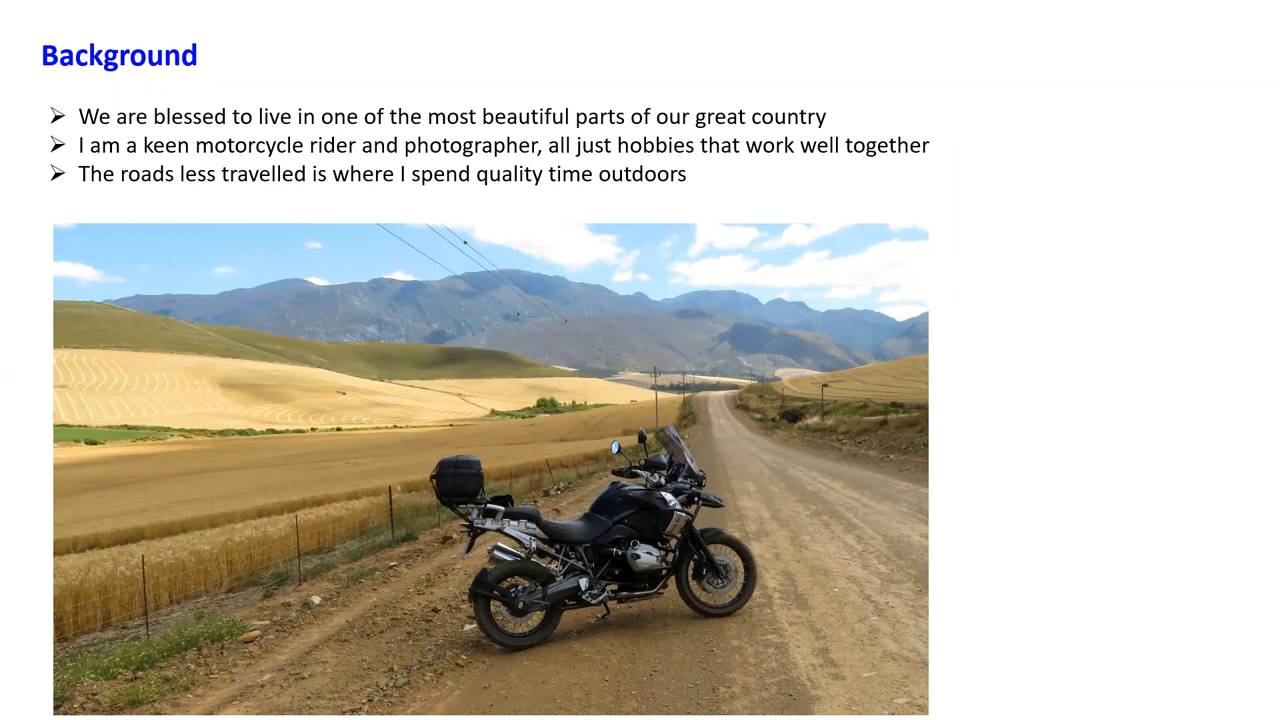 Background
We are blessed to live in one of the most beautiful parts of our great country
I am a keen motorcycle rider and photographer, all just hobbies that work well together
The roads less travelled is where I spend quality time outdoors